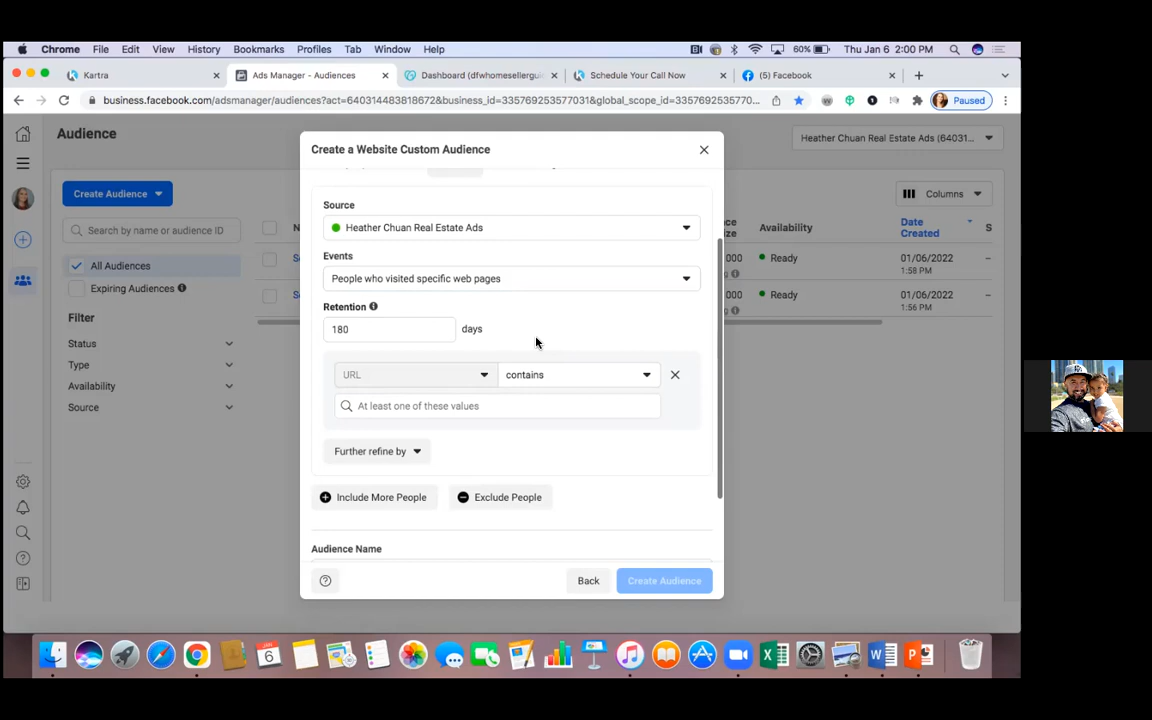 Chrome File Edit View History Bookmarks Profiles Tab Window Help 60% Thu Jan 6 2:00 PM
Kartra Ads Manager - Audiences Dashboard (dfwhomesellergui Schedule Your Call Now (5) Facebook
business.facebook.com/adsmanager/audiences?act=640314483818672&business_id=335769253577031&global_scope_id=3357692535770... Paused
Audience
Heather Chuan Real Estate Ads (64031...
Create a Website Custom Audience
Create Audience
Columns
Search by name or audience ID
Source
Date Created
Availability
S
Heather Chuan Real Estate Ads
All Audiences
Events
000
Ready
01/06/2022
1:58 PM
–
Expiring Audiences
People who visited specific web pages
000
Ready
01/06/2022
1:56 PM
–
Filter
Retention
Status
180 days
Type
URL contains
Availability
At least one of these values
Source
Further refine by
Include More People Exclude People
Audience Name
Back Create Audience
JAN
6